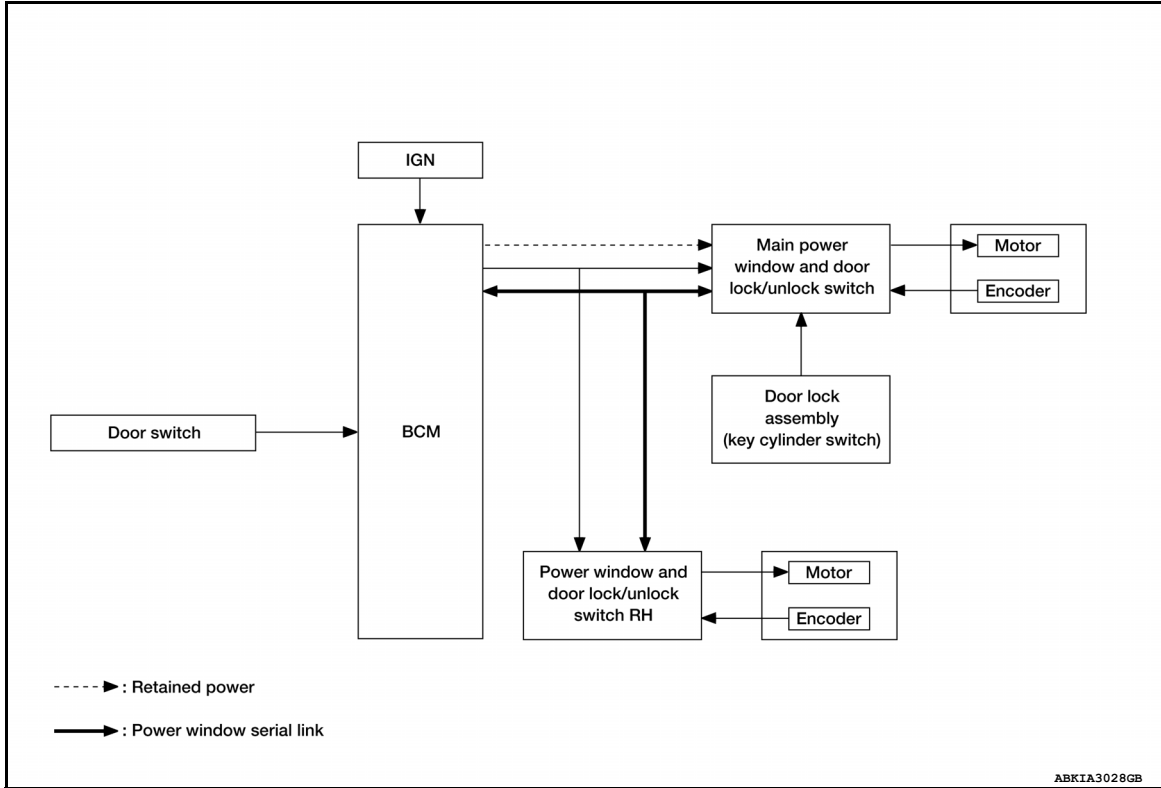 IGN
Main power
window and door
lock/unlock switch
Motor
Encoder
Door lock
assembly
(key cylinder switch)
Door switch
BCM
Power window and
door lock/unlock
switch RH
Motor
Encoder
: Retained power
: Power window serial link
ABKIA3028GB